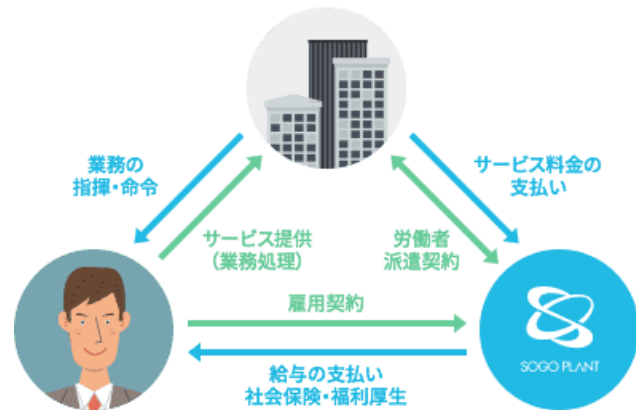 業務の
指揮・命令
サービス料金の
支払い
サービス提供
(業務処理)
労働者
派遣契約
雇用契約
SOGO PLANT
給与の支払い
社会保険・福利厚生